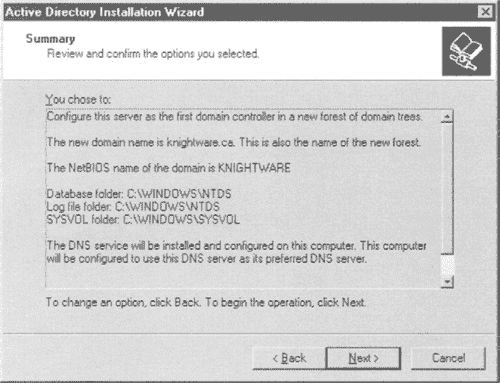 Active Directory Installation Wizard
Summary
Review and confirm the options you selected.
You chose to:
Configure this server as the first domain controller in a new forest of domain trees.
The new domain name is knightware.ca. This is also the name of the new forest.
The NetBIOS name of the domain is KNIGHTWARE
Database folder: C:\WINDOWS\NTDS
Log file folder: C:\WINDOWS\NTDS
SYSVOL folder: C:\WINDOWS\SYSVOL
The DNS service will be installed and configured on this computer. This computer
will be configured to use this DNS server as its preferred DNS server.
To change an option, click Back. To begin the operation, click Next.
< Back Next > Cancel